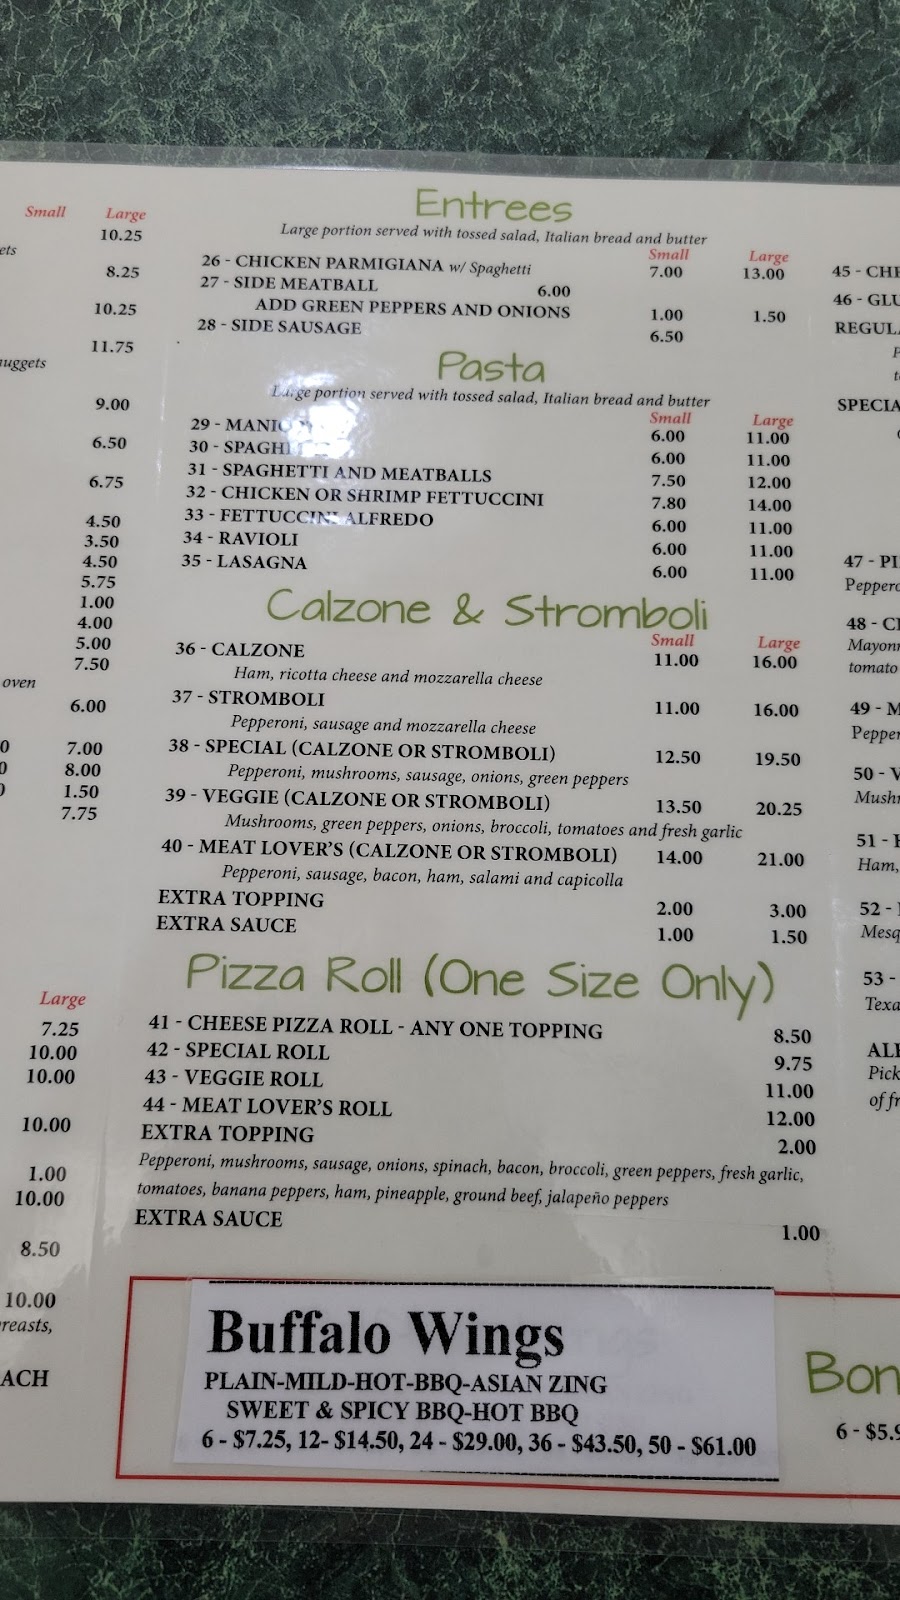 Small Large
10.25
ets
8.25
10.25
11.75
nuggets
9.00
6.50
6.75
4.50
3.50
4.50
5.75
1.00
4.00
5.00
7.50
oven
6.00
0 7.00
0 8.00
0 1.50
7.75
Large
7.25
10.00
10.00
10.00
1.00
10.00
8.50
10.00
reasts,
ACH
Entrees
Large portion served with tossed salad, Italian bread and butter
Small Large
26 - CHICKEN PARMIGIANA w/ Spaghetti 7.00 13.00
27 - SIDE MEATBALL 6.00
ADD GREEN PEPPERS AND ONIONS 1.00 1.50
28 - SIDE SAUSAGE 6.50
Pasta
Large portion served with tossed salad, Italian bread and butter
Small Large
29 - MANIC 6.00 11.00
30 - SPAGH 6.00 11.00
31 - SPAGHETTI AND MEATBALLS 7.50 12.00
32 - CHICKEN OR SHRIMP FETTUCCINI 7.80 14.00
33 - FETTUCCINI ALFREDO 6.00 11.00
34 - RAVIOLI 6.00 11.00
35 - LASAGNA 6.00 11.00
Calzone & Stromboli
Small Large
36 - CALZONE 11.00 16.00
Ham, ricotta cheese and mozzarella cheese
37 - STROMBOLI 11.00 16.00
Pepperoni, sausage and mozzarella cheese
38 - SPECIAL (CALZONE OR STROMBOLI) 12.50 19.50
Pepperoni, mushrooms, sausage, onions, green peppers
39 - VEGGIE (CALZONE OR STROMBOLI) 13.50 20.25
Mushrooms, green peppers, onions, broccoli, tomatoes and fresh garlic
40 - MEAT LOVER'S (CALZONE OR STROMBOLI) 14.00 21.00
Pepperoni, sausage, bacon, ham, salami and capicolla
EXTRA TOPPING 2.00 3.00
EXTRA SAUCE 1.00 1.50
Pizza Roll (One Size Only)
41 - CHEESE PIZZA ROLL - ANY ONE TOPPING 8.50
42 - SPECIAL ROLL 9.75
43 - VEGGIE ROLL 11.00
44 - MEAT LOVER'S ROLL 12.00
EXTRA TOPPING 2.00
Pepperoni, mushrooms, sausage, onions, spinach, bacon, broccoli, green peppers, fresh garlic,
tomatoes, banana peppers, ham, pineapple, ground beef, jalapeño peppers
EXTRA SAUCE 1.00
Buffalo Wings
PLAIN-MILD-HOT-BBQ-ASIAN ZING
SWEET & SPICY BBQ-HOT BBQ
6 - $7.25, 12- $14.50, 24 - $29.00, 36 - $43.50, 50 - $61.00
45 - CHE
46 - GLU
REGULA
SPECIA
47 - PI
Peppero
48 - C
Mayonn
tomato
49 - M
Pepper
50 - V
Mushr
51 -
Ham,
52 -
Mesq
53 -
Texa
ALL
Pick
of fr
Bon
6 - $5.9